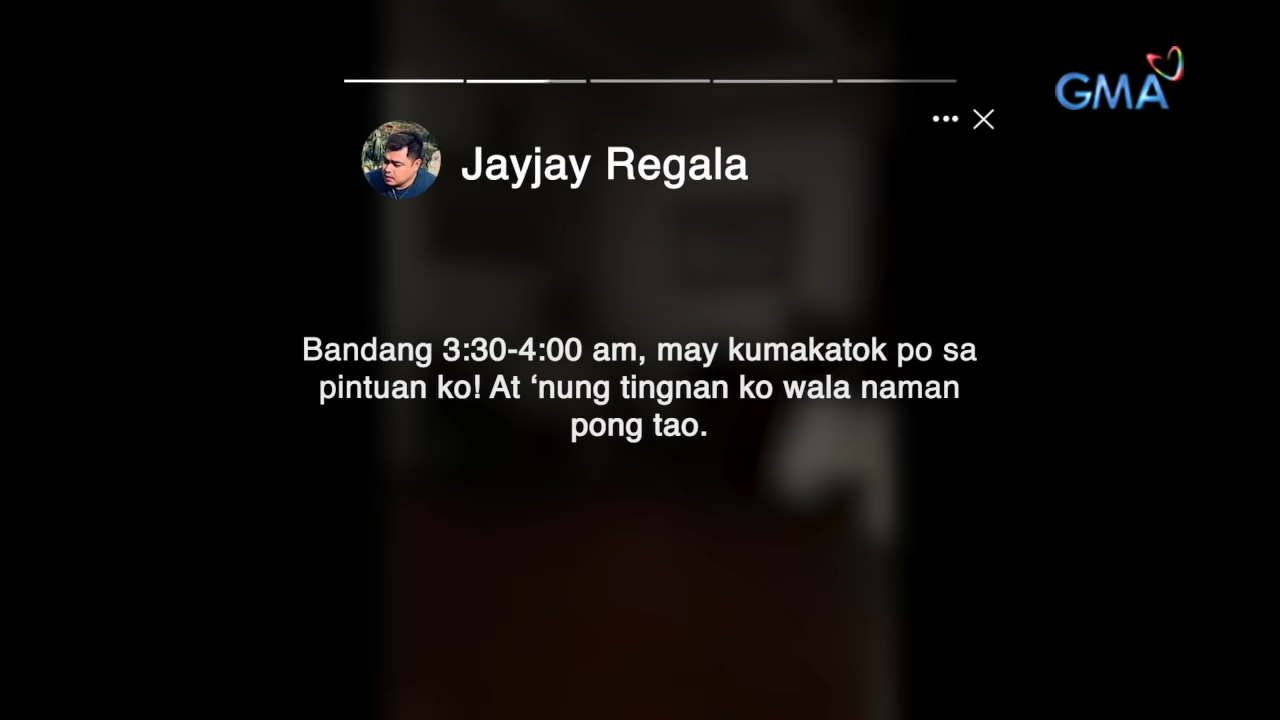 GMA
Jayjay Regala
Bandang 3:30-4:00 am, may kumakatok po sa
pintuan ko! At ‘nung tingnan ko wala naman
pong tao.